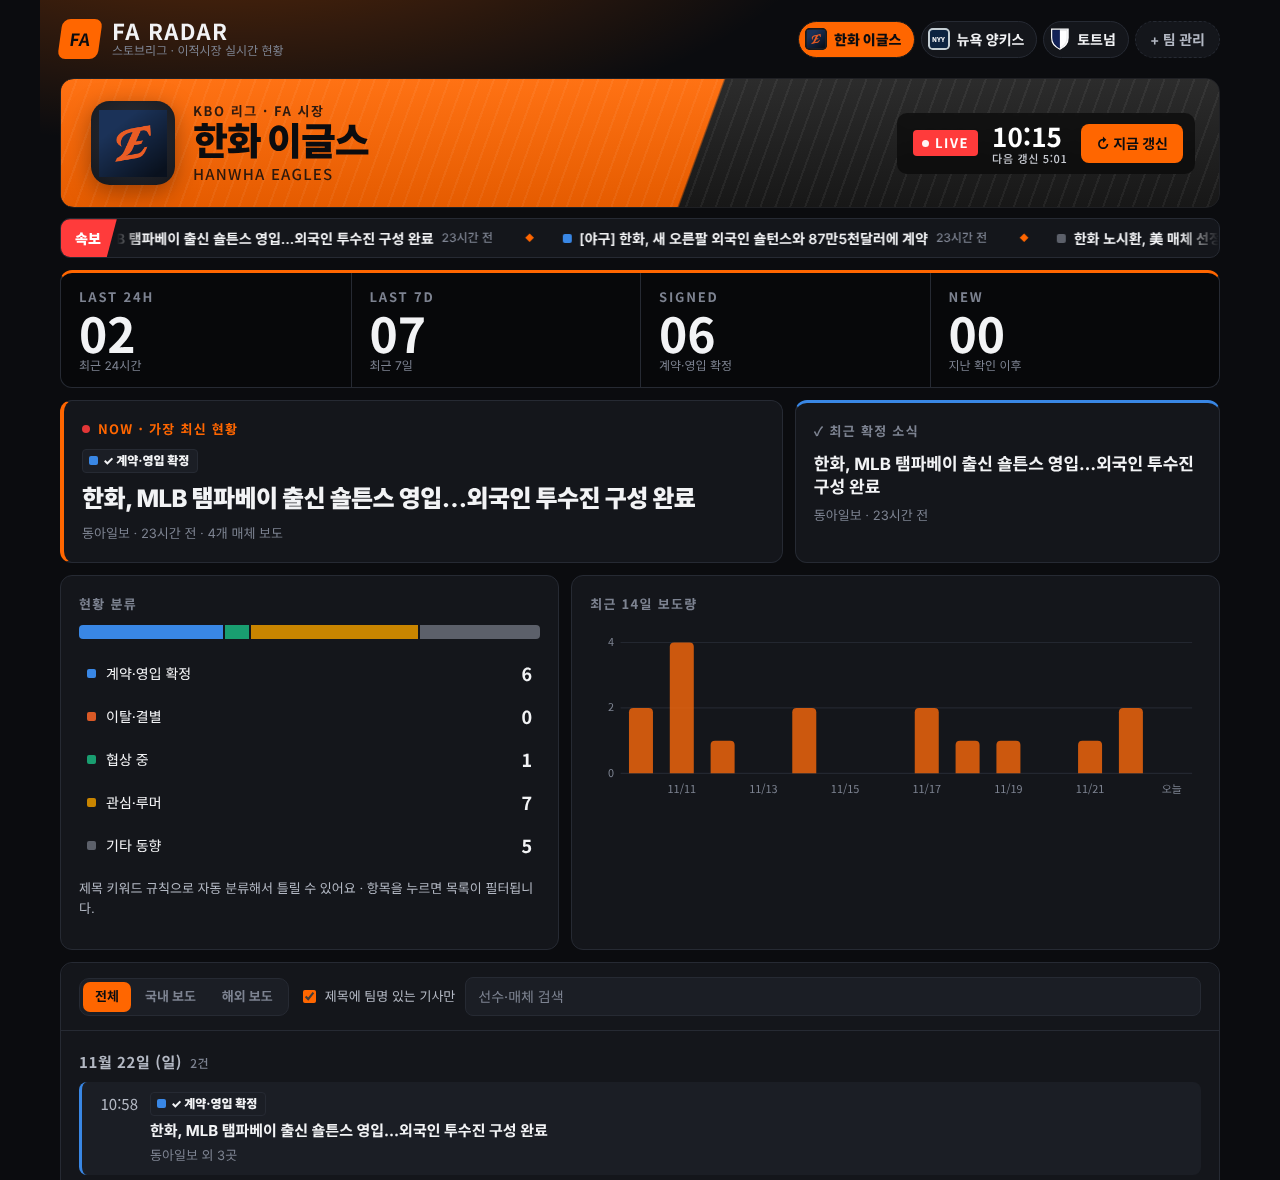 FA
FA RADAR
스토브리그 · 이적시장 실시간 현황
한화 이글스
NYY
뉴욕 양키스
토트넘
+ 팀 관리
E
KBO 리그 · FA 시장
한화 이글스
HANWHA EAGLES
LIVE
10:15
다음 갱신 5:01
↻ 지금 갱신
속보
탬파베이 출신 숄튼스 영입…외국인 투수진 구성 완료 23시간 전
[야구] 한화, 새 오른팔 외국인 숄턴스와 87만5천달러에 계약 23시간 전
한화 노시환, 美 매체 선정
LAST 24H
02
최근 24시간
LAST 7D
07
최근 7일
SIGNED
06
계약·영입 확정
NEW
00
지난 확인 이후
NOW · 가장 최신 현황
✓ 계약·영입 확정
한화, MLB 탬파베이 출신 숄튼스 영입…외국인 투수진 구성 완료
동아일보 · 23시간 전 · 4개 매체 보도
✓ 최근 확정 소식
한화, MLB 탬파베이 출신 숄튼스 영입…외국인 투수진
구성 완료
동아일보 · 23시간 전
현황 분류
계약·영입 확정 6
이탈·결별 0
협상 중 1
관심·루머 7
기타 동향 5
제목 키워드 규칙으로 자동 분류해서 틀릴 수 있어요 · 항목을 누르면 목록이 필터됩니
다.
최근 14일 보도량
4
2
0
11/11 11/13 11/15 11/17 11/19 11/21 오늘
전체 국내 보도 해외 보도
제목에 팀명 있는 기사만
선수·매체 검색
11월 22일 (일) 2건
10:58
✓ 계약·영입 확정
한화, MLB 탬파베이 출신 숄튼스 영입…외국인 투수진 구성 완료
동아일보 외 3곳